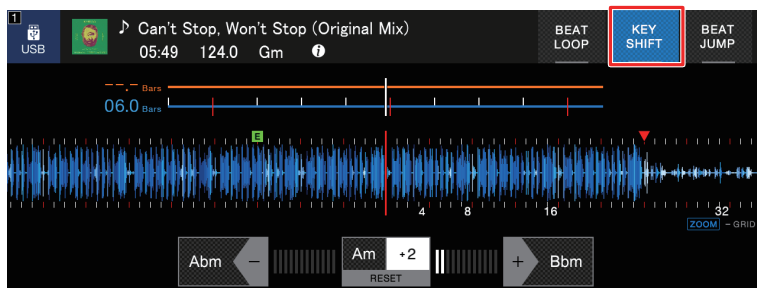 1
USB
♪ Can't Stop, Won't Stop (Original Mix)
05:49 124.0 Gm i
BEAT
LOOP
KEY
SHIFT
BEAT
JUMP
--.- Bars
06.0 Bars
E
4 8 16 32
ZOOM - GRID
Abm - Am +2 + Bbm
RESET